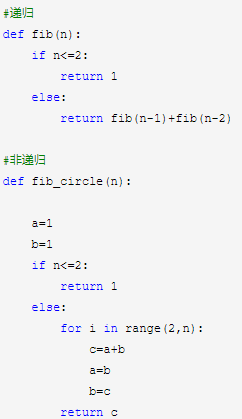 #递归
def fib(n):
    if n<=2:
        return 1
    else:
        return fib(n-1)+fib(n-2)
#非递归
def fib_circle(n):
    a=1
    b=1
    if n<=2:
        return 1
    else:
        for i in range(2,n):
            c=a+b
            a=b
            b=c
        return c